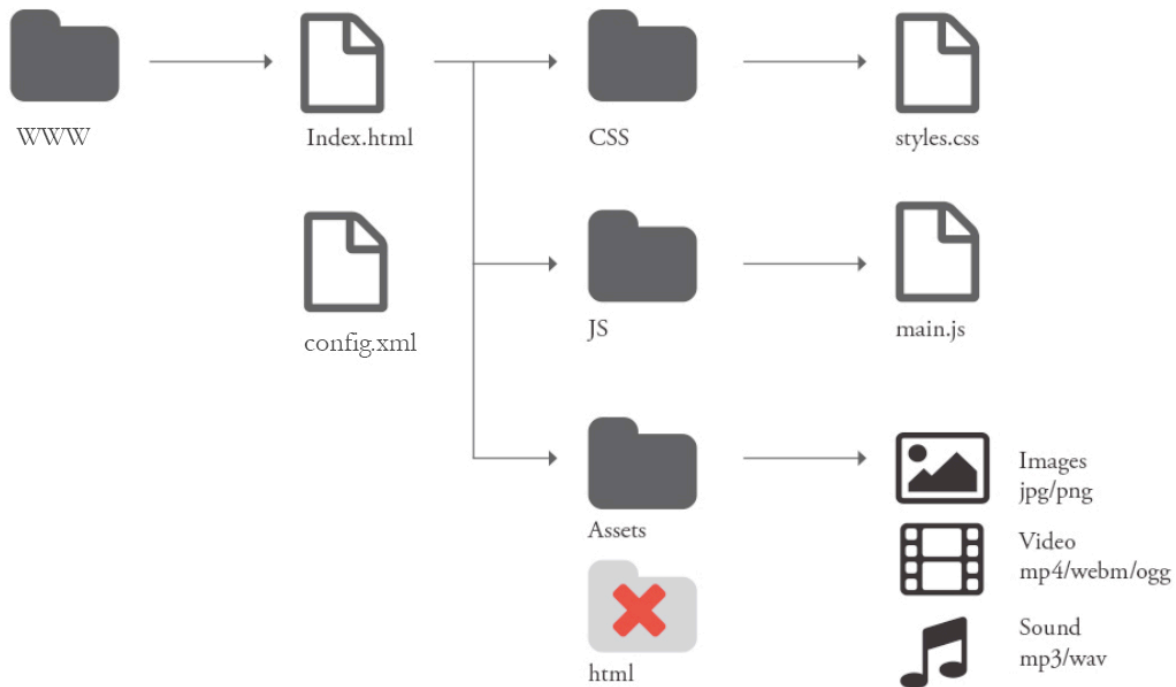 WWW
Index.html
CSS
styles.css
config.xml
JS
main.js
Assets
Images
jpg/png
Video
mp4/webm/ogg
html
Sound
mp3/wav